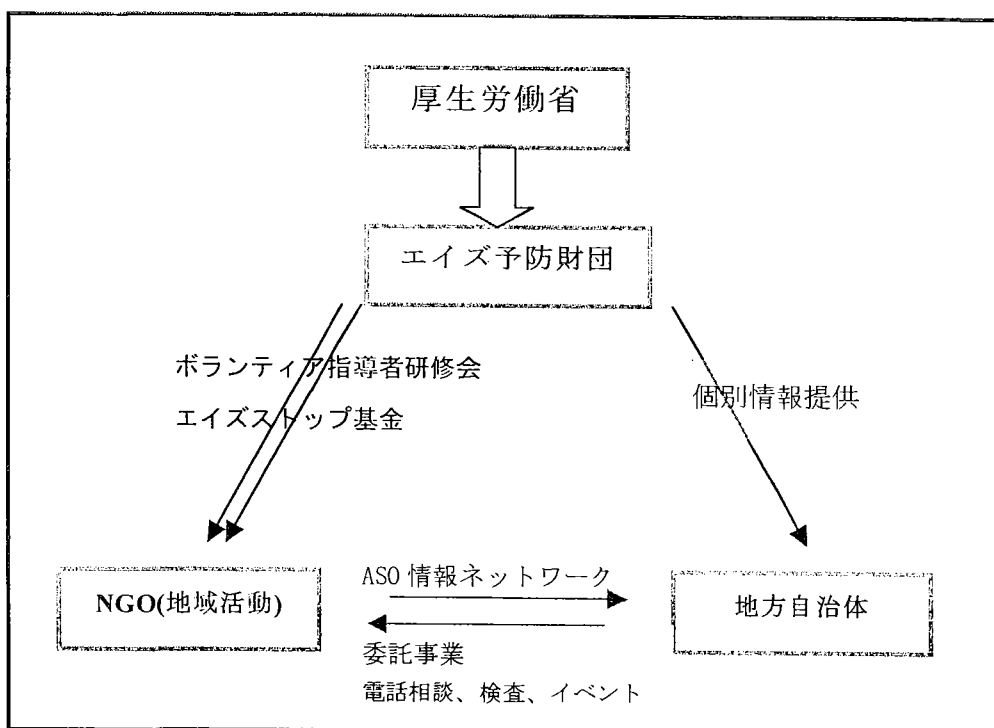 厚生労働省
エイズ予防財団
ボランティア指導者研修会
エイズストップ基金
個別情報提供
NGO(地域活動)
ASO 情報ネットワーク
地方自治体
委託事業
電話相談、検査、イベント